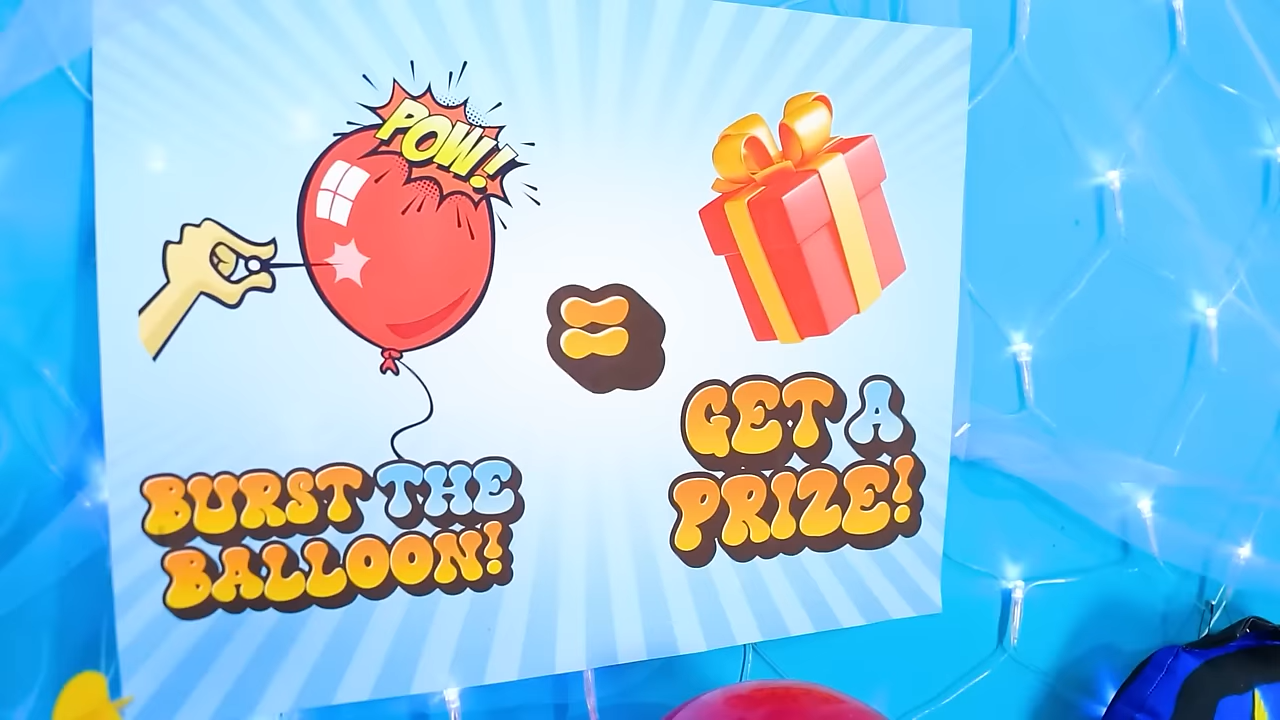 POW!
=
BURST THE
BALLOON!
GET A
PRIZE!